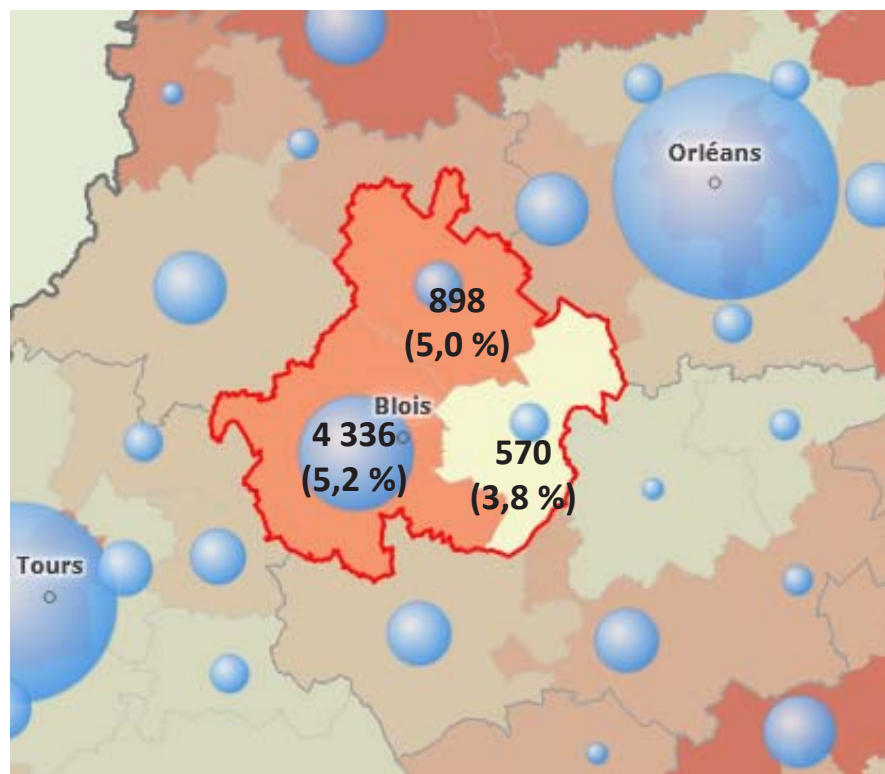 Orléans
898
(5,0 %)
Blois
4 336
(5,2 %)
570
(3,8 %)
Tours